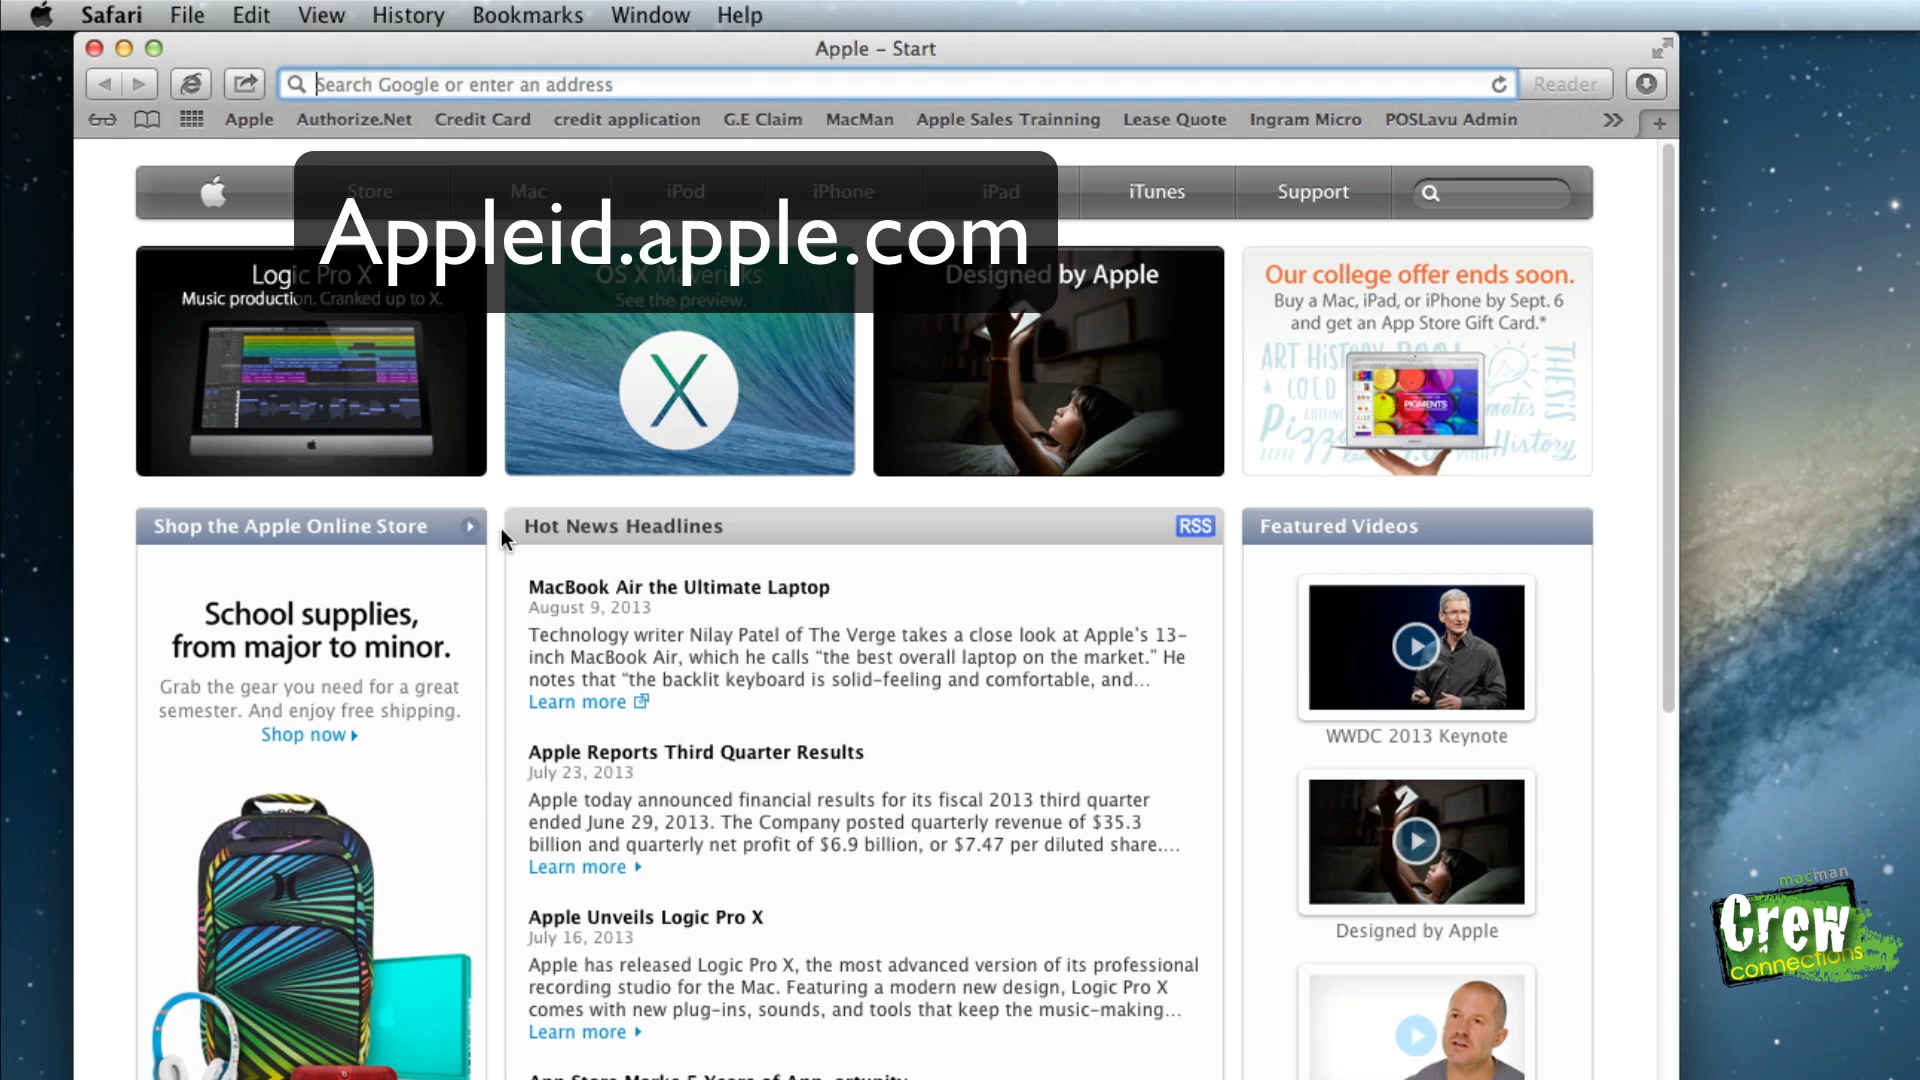 Safari File Edit View History Bookmarks Window Help
Apple – Start
Search Google or enter an address
Reader
Apple Authorize.Net Credit Card credit application G.E Claim MacMan Apple Sales Trainning Lease Quote Ingram Micro POSLavu Admin
Store Mac iPod iPhone iPad iTunes Support
Appleid.apple.com
Logic Pro X
Music production. Cranked up to X.
OS X Mavericks
See the preview.
Designed by Apple
Our college offer ends soon.
Buy a Mac, iPad, or iPhone by Sept. 6
and get an App Store Gift Card.*
ART HISTORY
COLD
PIGMENTS
THESIS
Pizza
History
Shop the Apple Online Store
School supplies,
from major to minor.
Grab the gear you need for a great
semester. And enjoy free shipping.
Shop now
Hot News Headlines RSS
MacBook Air the Ultimate Laptop
August 9, 2013
Technology writer Nilay Patel of The Verge takes a close look at Apple's 13-
inch MacBook Air, which he calls “the best overall laptop on the market.” He
notes that “the backlit keyboard is solid-feeling and comfortable, and...
Learn more
Apple Reports Third Quarter Results
July 23, 2013
Apple today announced financial results for its fiscal 2013 third quarter
ended June 29, 2013. The Company posted quarterly revenue of $35.3
billion and quarterly net profit of $6.9 billion, or $7.47 per diluted share....
Learn more
Apple Unveils Logic Pro X
July 16, 2013
Apple has released Logic Pro X, the most advanced version of its professional
recording studio for the Mac. Featuring a modern new design, Logic Pro X
comes with new plug-ins, sounds, and tools that keep the music-making...
Learn more
Featured Videos
WWDC 2013 Keynote
Designed by Apple
macman
Crew
connections